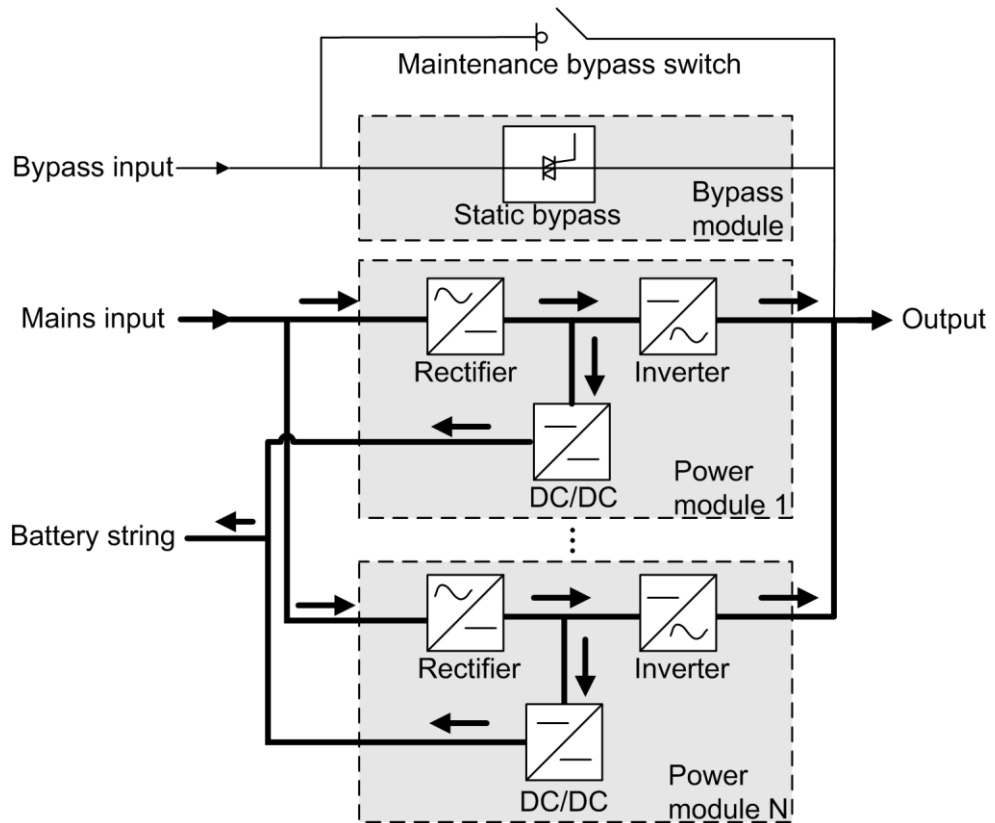 Maintenance bypass switch
Bypass input
Static bypass
Bypass
module
Mains input
Rectifier
Inverter
Output
DC/DC
Power
module 1
Battery string
Rectifier
Inverter
DC/DC
Power
module N